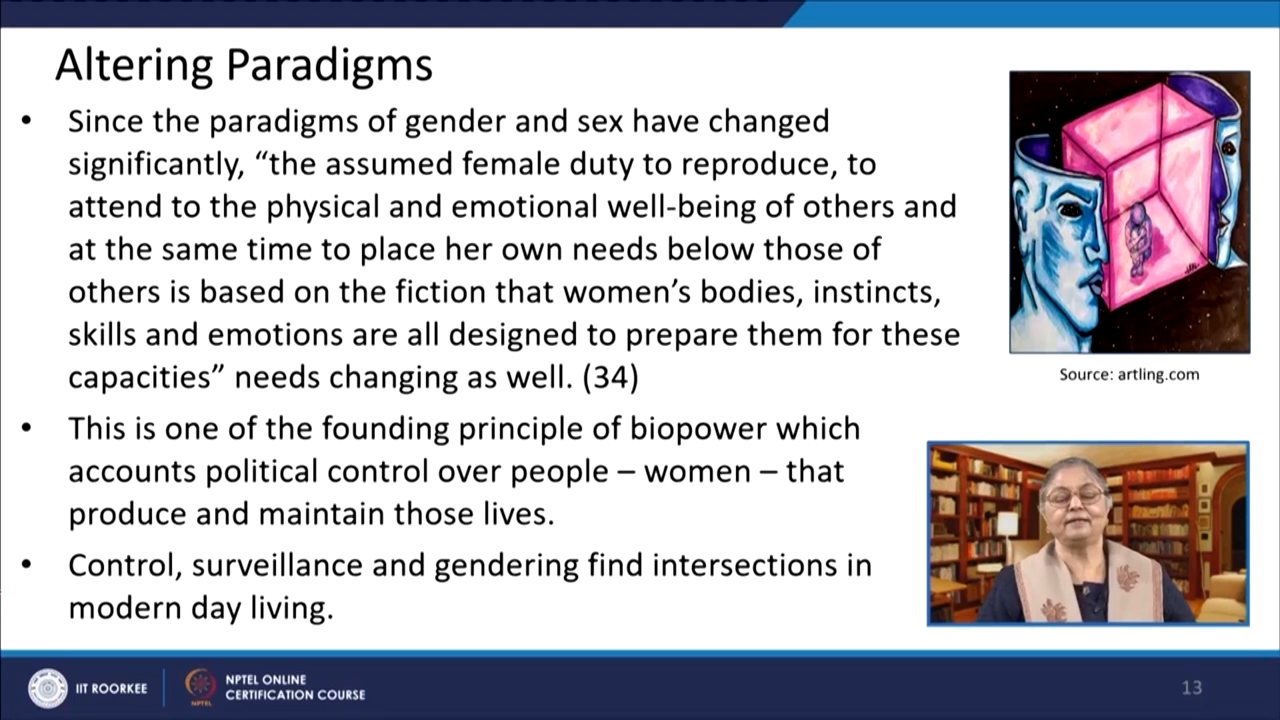 Altering Paradigms
• Since the paradigms of gender and sex have changed
significantly, “the assumed female duty to reproduce, to
attend to the physical and emotional well-being of others and
at the same time to place her own needs below those of
others is based on the fiction that women’s bodies, instincts,
skills and emotions are all designed to prepare them for these
capacities” needs changing as well. (34)
• This is one of the founding principle of biopower which
accounts political control over people – women – that
produce and maintain those lives.
• Control, surveillance and gendering find intersections in
modern day living.
Source: artling.com
IIT ROORKEE
NPTEL
NPTEL ONLINE
CERTIFICATION COURSE
13